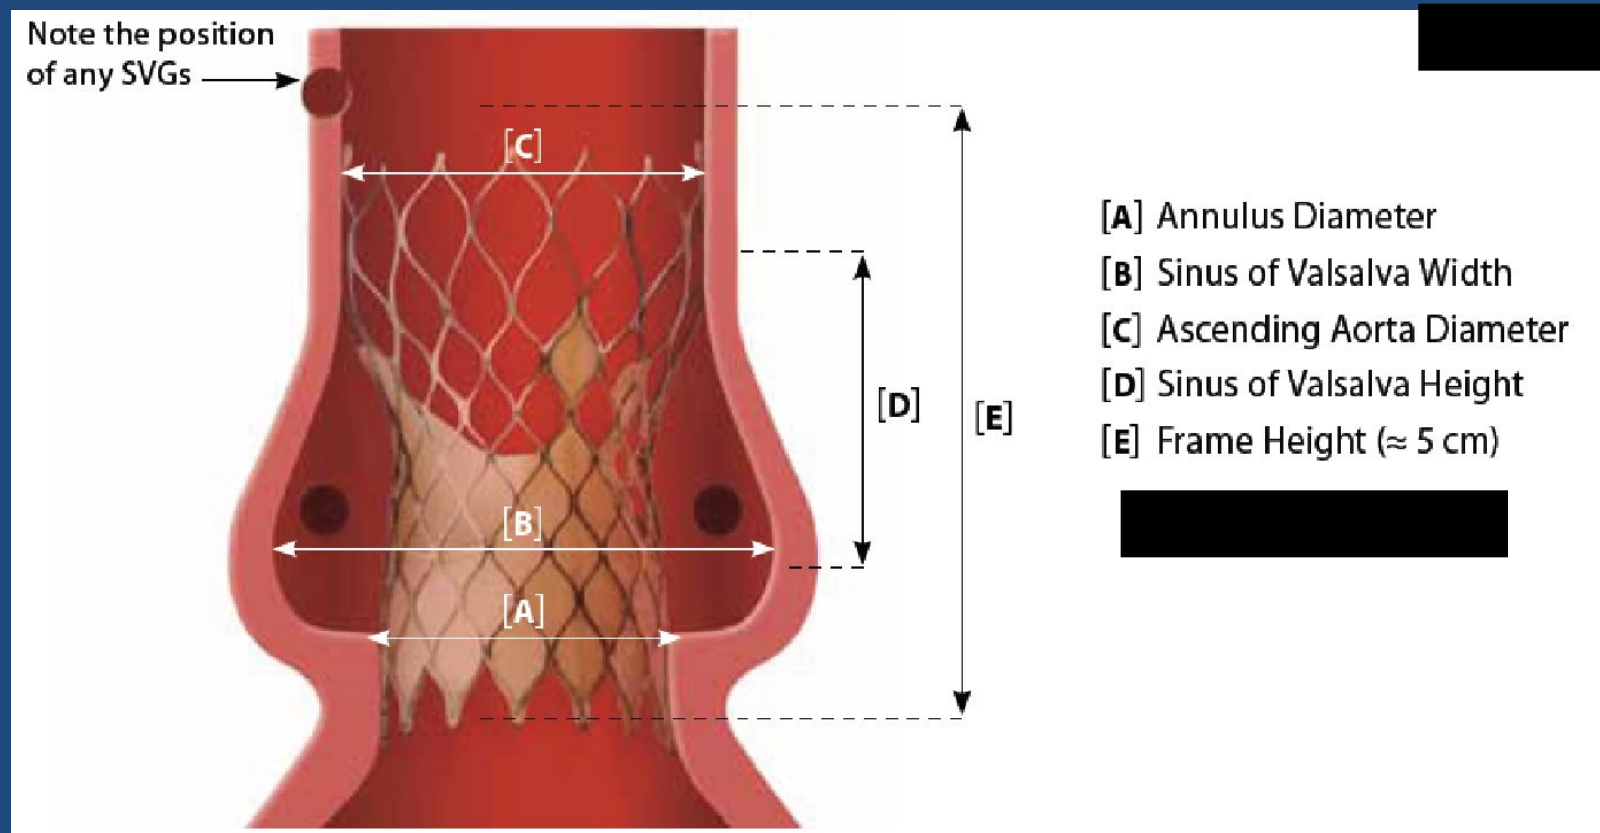 Note the position
of any SVGs
[C]
[D]
[E]
[B]
[A]
[A] Annulus Diameter
[B] Sinus of Valsalva Width
[C] Ascending Aorta Diameter
[D] Sinus of Valsalva Height
[E] Frame Height (≈ 5 cm)